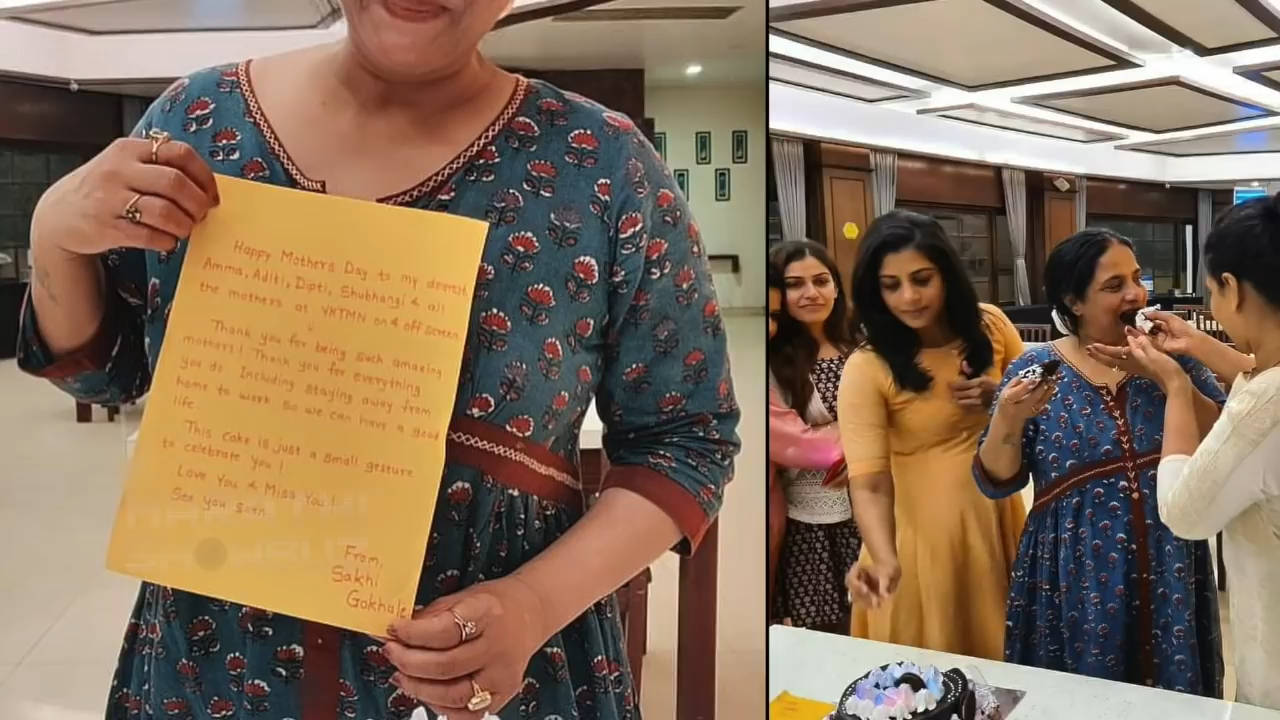 Happy Mother's Day to my dearest
Amma, Aditi, Dipti, Shubhangi & all
the mothers at YKTMN on & off screen
Thank you for being such amazing
mothers! Thank you for everything
you do. Including staying away from
home to work so we can have a good
life.
This cake is just a small gesture
to celebrate you!
Love You & Miss You!
See you soon
From,
Sakhi
Gokhale